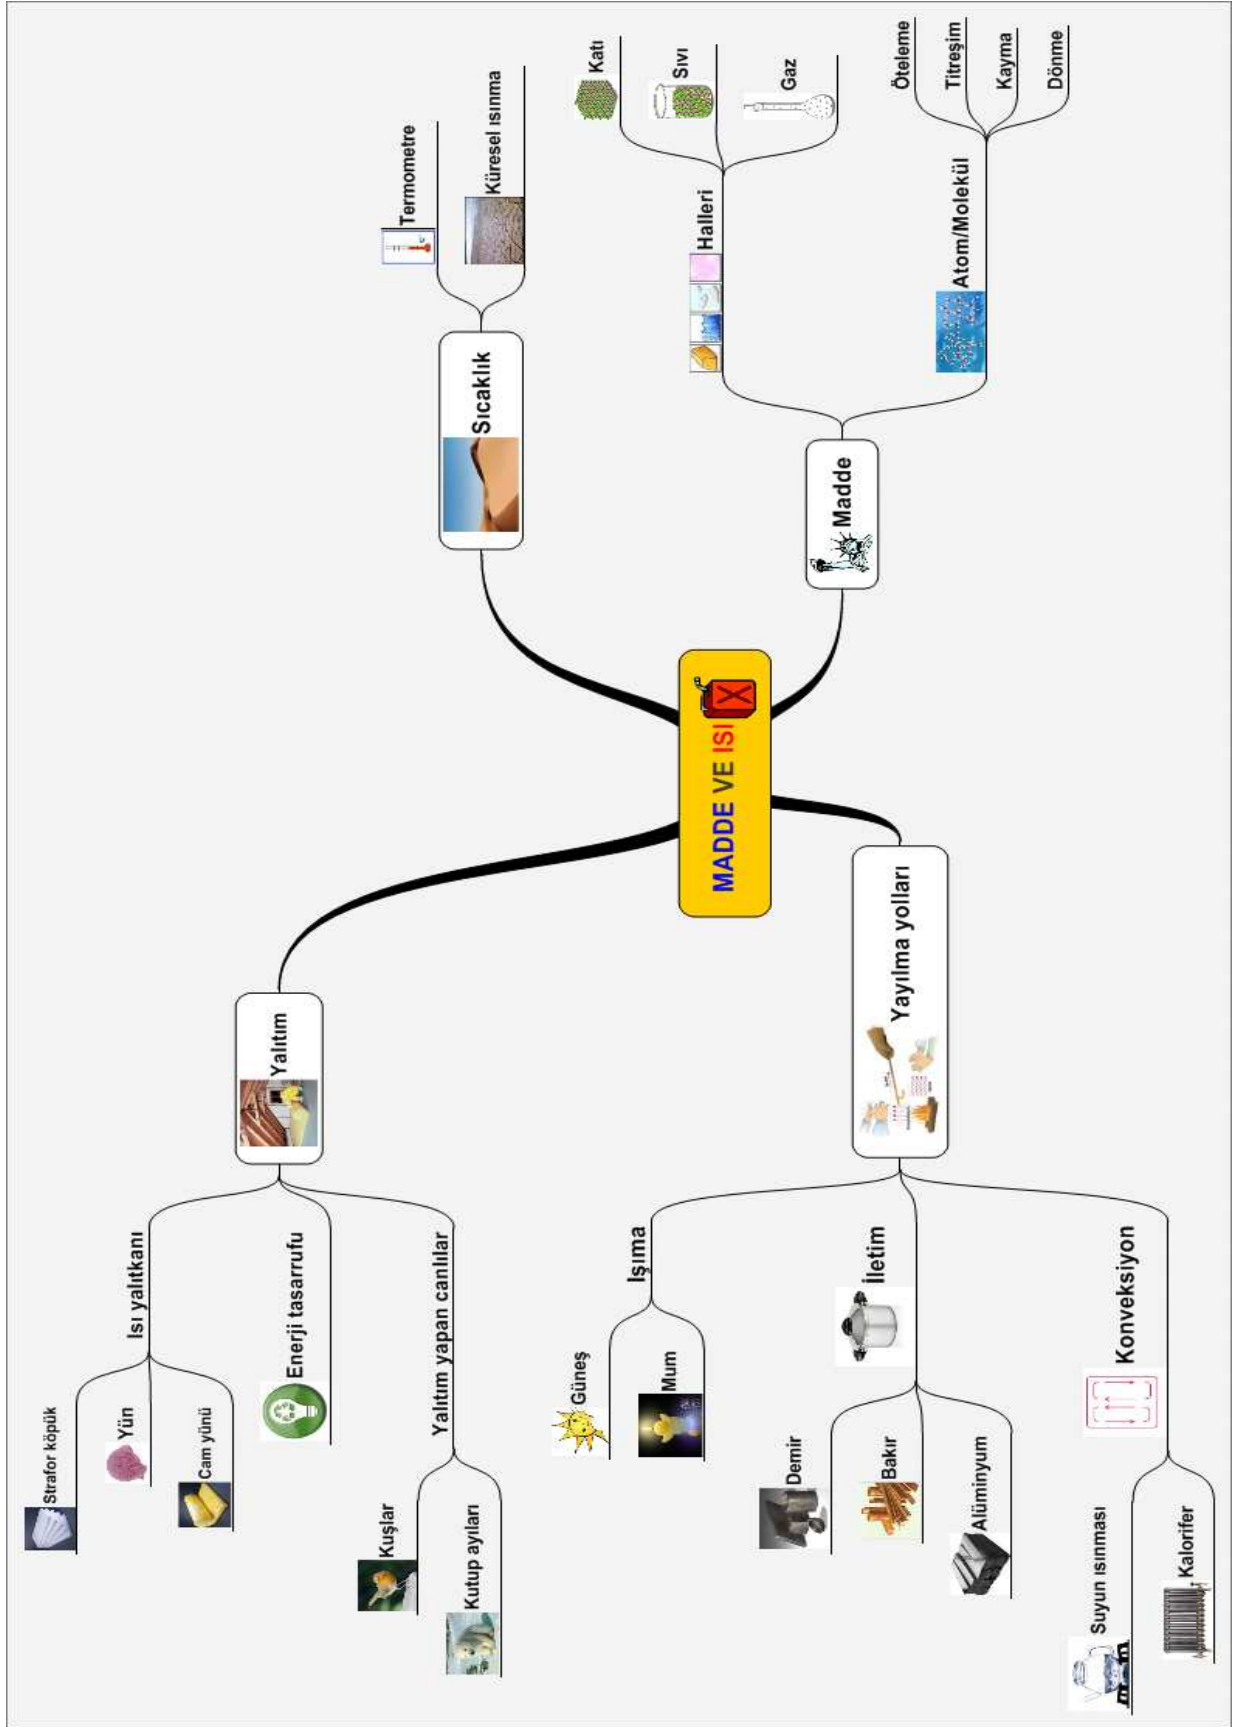 MADDE VE ISI
Sıcaklık
Termometre
Küresel ısınma
Madde
Halleri
Katı
Sıvı
Gaz
Atom/Molekül
Öteleme
Titreşim
Kayma
Dönme
Yalıtım
Isı yalıtkanı
Strafor köpük
Yün
Cam yünü
Enerji tasarrufu
Yalıtım yapan canlılar
Kuşlar
Kutup ayıları
Yayılma yolları
Işıma
Güneş
Mum
İletim
Demir
Bakır
Alüminyum
Konveksiyon
Suyun ısınması
Kalorifer